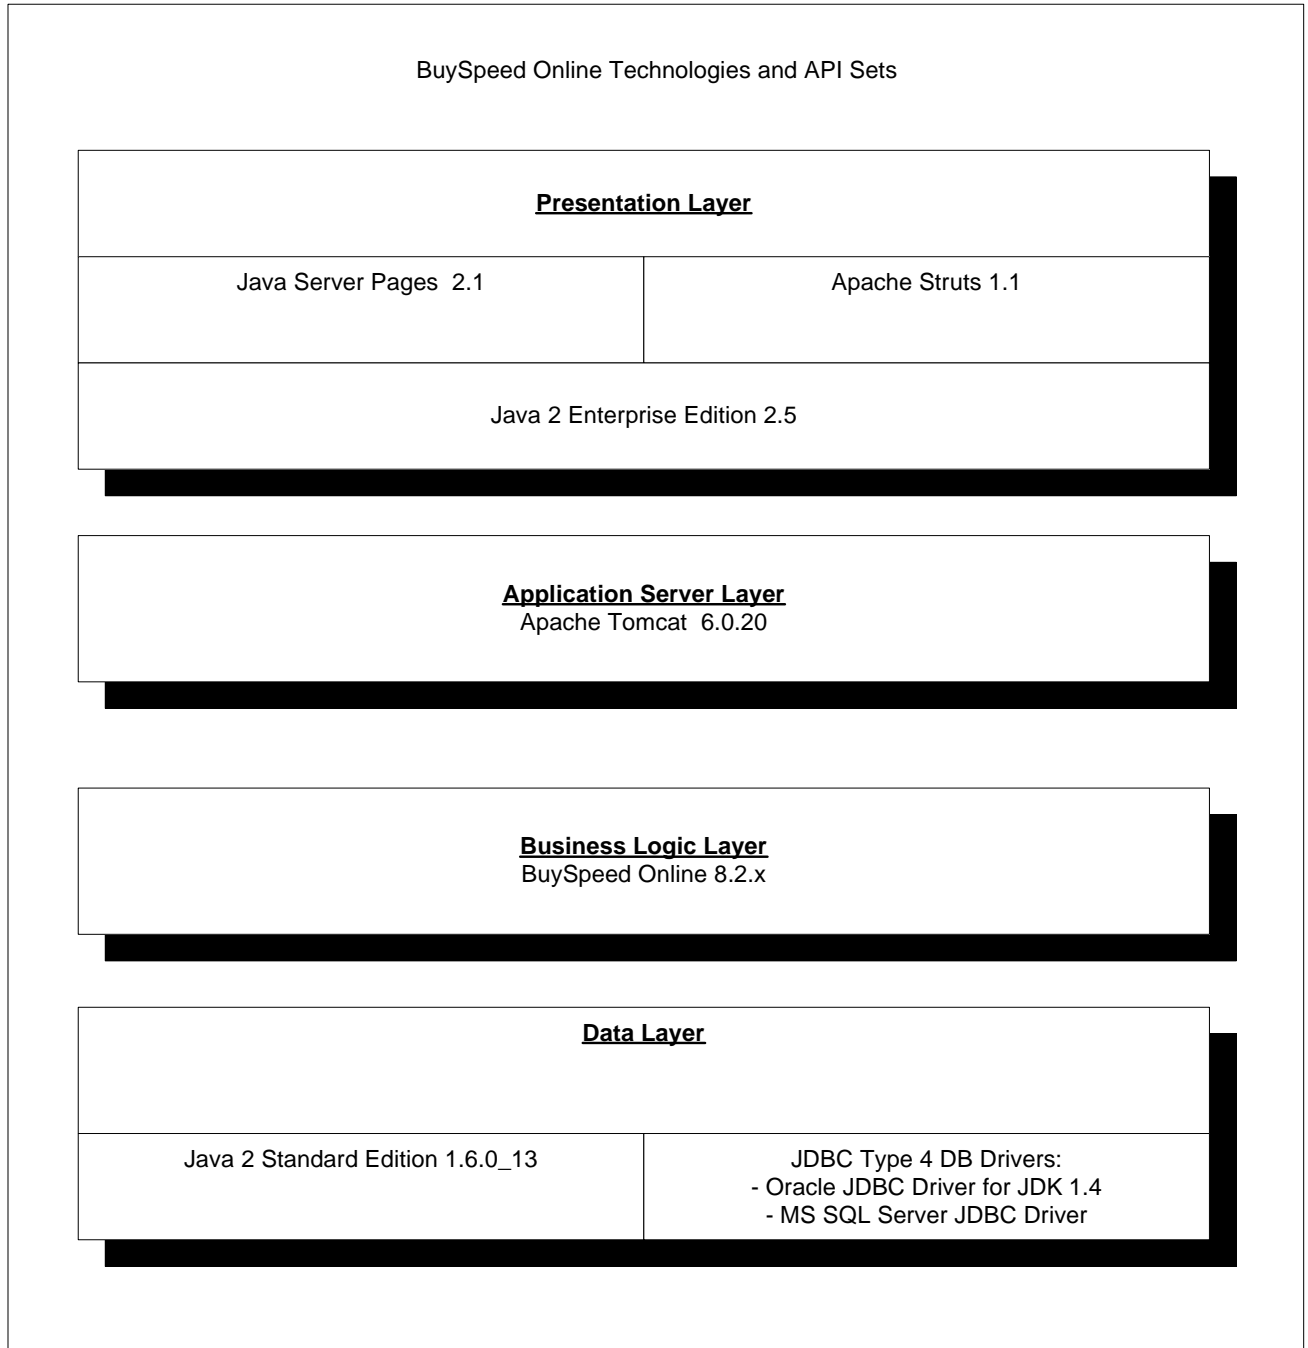 BuySpeed Online Technologies and API Sets
Presentation Layer
Java Server Pages  2.1
Apache Struts 1.1
Java 2 Enterprise Edition 2.5
Application Server Layer
Apache Tomcat  6.0.20
Business Logic Layer
BuySpeed Online 8.2.x
Data Layer
Java 2 Standard Edition 1.6.0_13
JDBC Type 4 DB Drivers:
- Oracle JDBC Driver for JDK 1.4
- MS SQL Server JDBC Driver